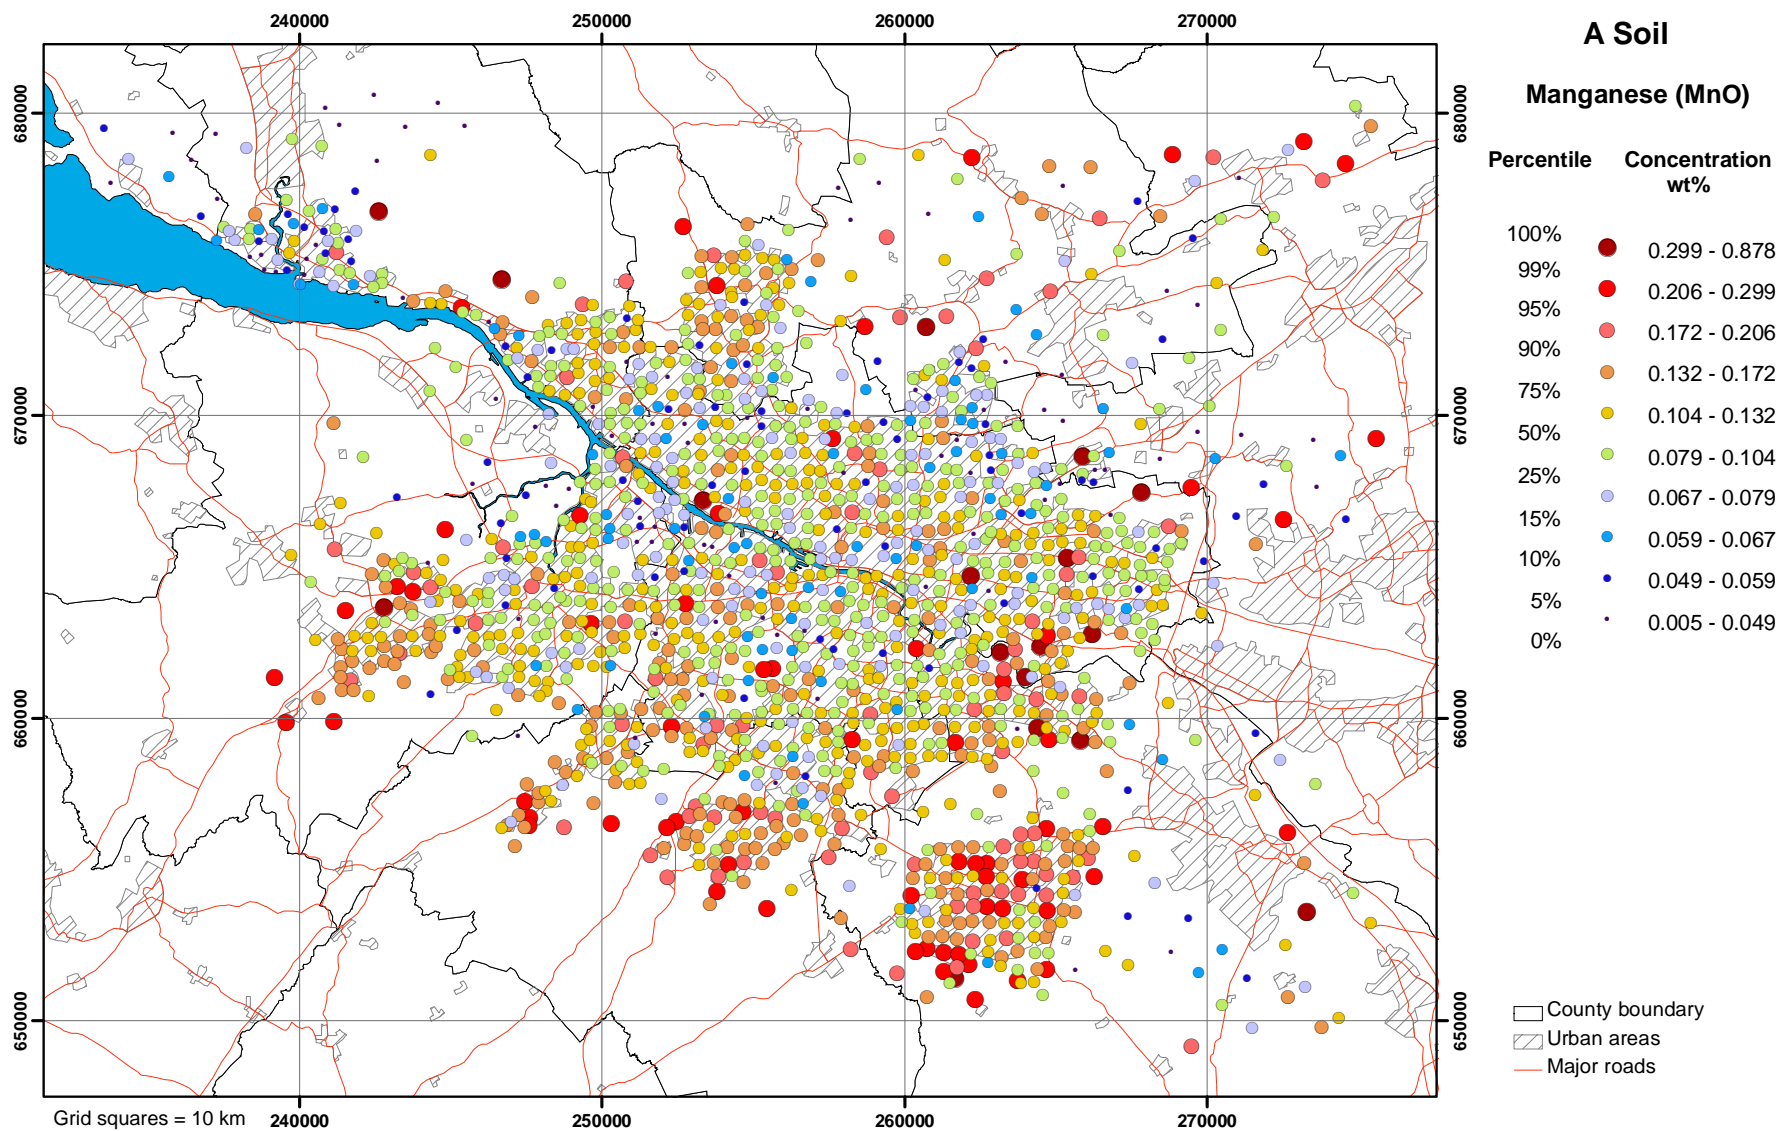 240000 250000 260000 270000
A Soil
Manganese (MnO)
Percentile Concentration
wt%
100%
0.299 - 0.878
99%
0.206 - 0.299
95%
0.172 - 0.206
90%
0.132 - 0.172
75%
0.104 - 0.132
50%
0.079 - 0.104
25%
0.067 - 0.079
15%
0.059 - 0.067
10%
0.049 - 0.059
5%
0.005 - 0.049
0%
680000 680000
670000 670000
660000 660000
650000 650000
County boundary
Urban areas
Major roads
Grid squares = 10 km
240000 250000 260000 270000